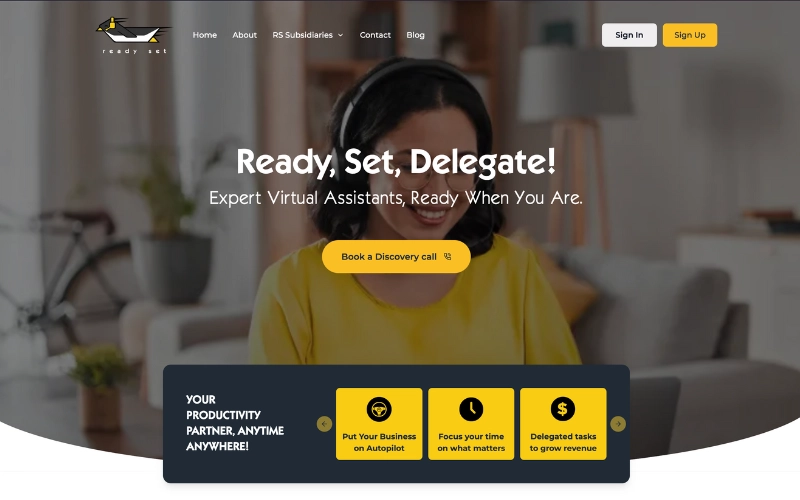 ready set
Home
About
RS Subsidiaries
Contact
Blog
Sign In
Sign Up
Ready, Set, Delegate!
Expert Virtual Assistants, Ready When You Are.
Book a Discovery call
YOUR
PRODUCTIVITY
PARTNER, ANYTIME
ANYWHERE!
Put Your Business
on Autopilot
Focus your time
on what matters
$
Delegated tasks
to grow revenue